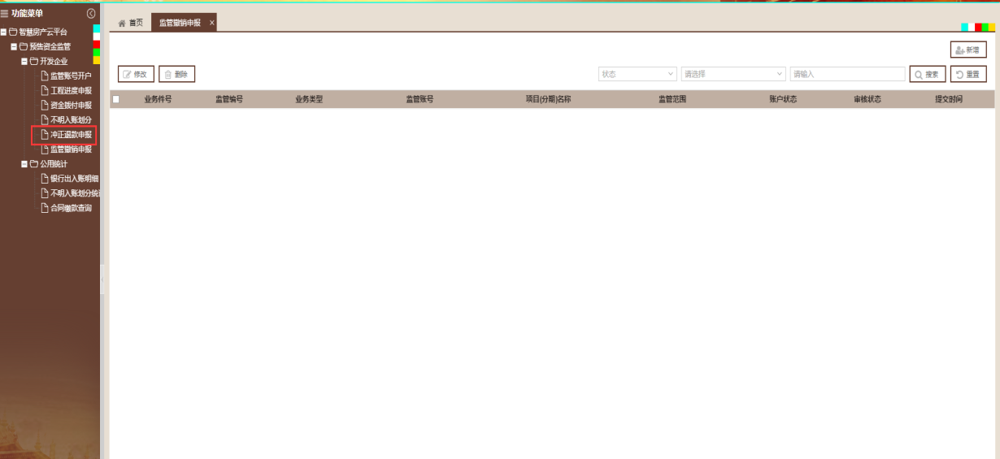 功能菜单
智慧房产云平台
预售资金监管
开发企业
监管账号开户
工程进度申报
资金拨付申报
不明入账划分
冲正退款申报
监管撤销申报
公用统计
银行出入账明细
不明入账划分统
合同缴款查询
首页 监管撤销申报 ×
新增
修改 删除 状态 请选择 请输入 搜索 重置
业务件号 监管编号 业务类型 监管账号 项目(分期)名称 监管范围 账户状态 审核状态 提交时间